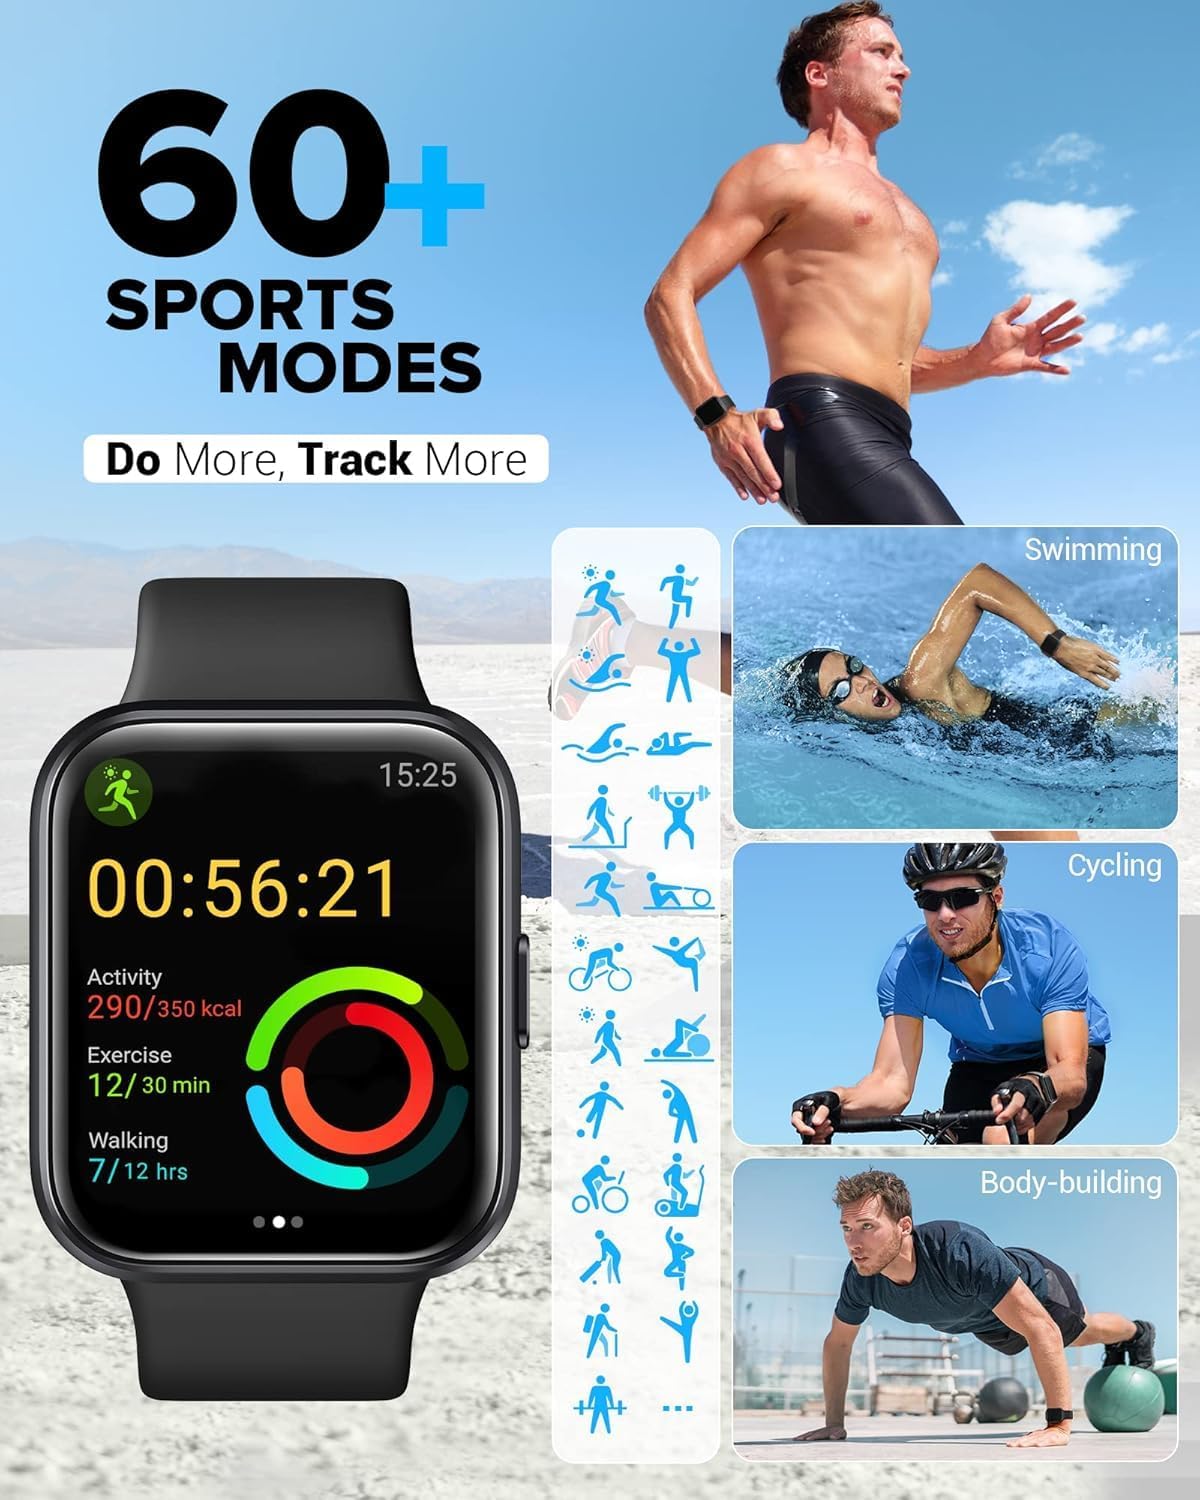 60+
SPORTS
MODES
Do More, Track More
Swimming
15:25
00:56:21
Activity
290/350 kcal
Exercise
12/30 min
Walking
7/12 hrs
Cycling
Body-building
...